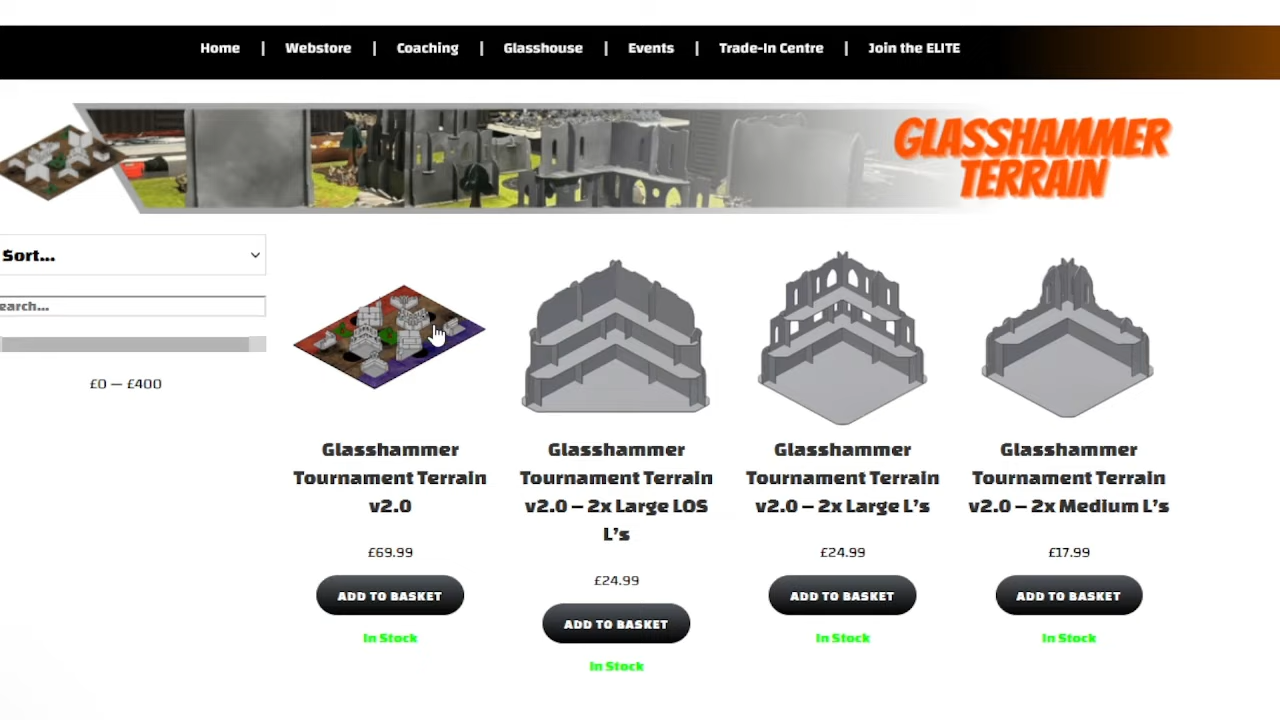 Home | Webstore | Coaching | Glasshouse | Events | Trade-In Centre | Join the ELITE
GLASSHAMMER
TERRAIN
Sort...
earch...
£0 — £400
Glasshammer
Tournament Terrain
v2.0
£69.99
ADD TO BASKET
In Stock
Glasshammer
Tournament Terrain
v2.0 – 2x Large LOS
L's
£24.99
ADD TO BASKET
In Stock
Glasshammer
Tournament Terrain
v2.0 – 2x Large L's
£24.99
ADD TO BASKET
In Stock
Glasshammer
Tournament Terrain
v2.0 – 2x Medium L's
£17.99
ADD TO BASKET
In Stock